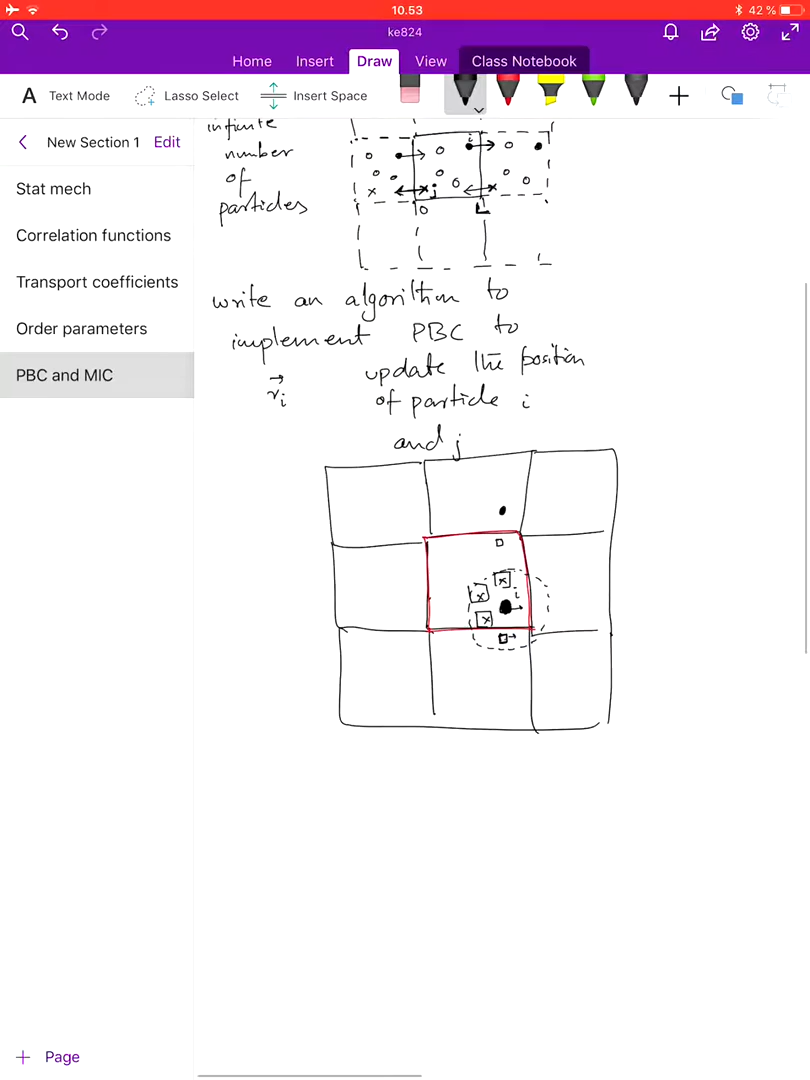 10.53
42 %
ke824
Home Insert Draw View Class Notebook
A Text Mode Lasso Select Insert Space
New Section 1 Edit
Stat mech
Correlation functions
Transport coefficients
Order parameters
PBC and MIC
infinite
number
of
particles
i
j
0 L
write an algorithm to
implement PBC to
update the position
r⃗i of particle i
and j
x x i
x
+ Page